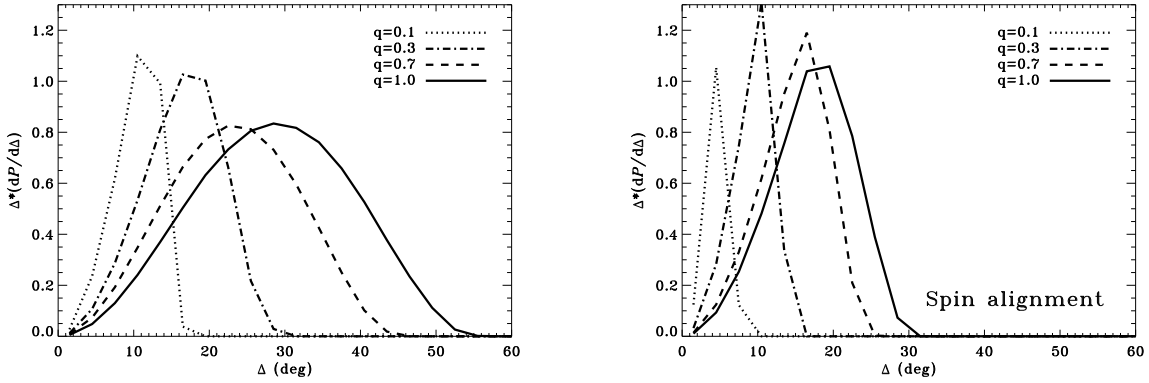 1.2
1.0
0.8
0.6
0.4
0.2
0.0
Δ*(dP/dΔ)
q=0.1
q=0.3
q=0.7
q=1.0
0 10 20 30 40 50 60
Δ (deg)
1.2
1.0
0.8
0.6
0.4
0.2
0.0
Δ*(dP/dΔ)
q=0.1
q=0.3
q=0.7
q=1.0
Spin alignment
0 10 20 30 40 50 60
Δ (deg)